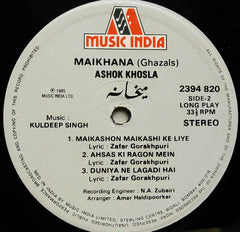 MUSIC INDIA
MAIKHANA (Ghazals)
ASHOK KHOSLA
میخانہ
℗ 1985
MUSIC INDIA LTD.
2394 820
SIDE-2
LONG PLAY
33⅓ RPM
STEREO
Music :
KULDEEP SINGH
1. MAIKASHON MAIKASHI KE LIYE
Lyric : Zafar Gorakhpuri
2. AHSAS KI RAGON MEIN
Lyric : Zafar Gorakhpuri
3. DUNIYA NE LAGADI HAI
Lyric : Zafar Gorakhpuri
Recording Engineer : N.A. Zubairi
Arranger : Amar Haldipoorkar